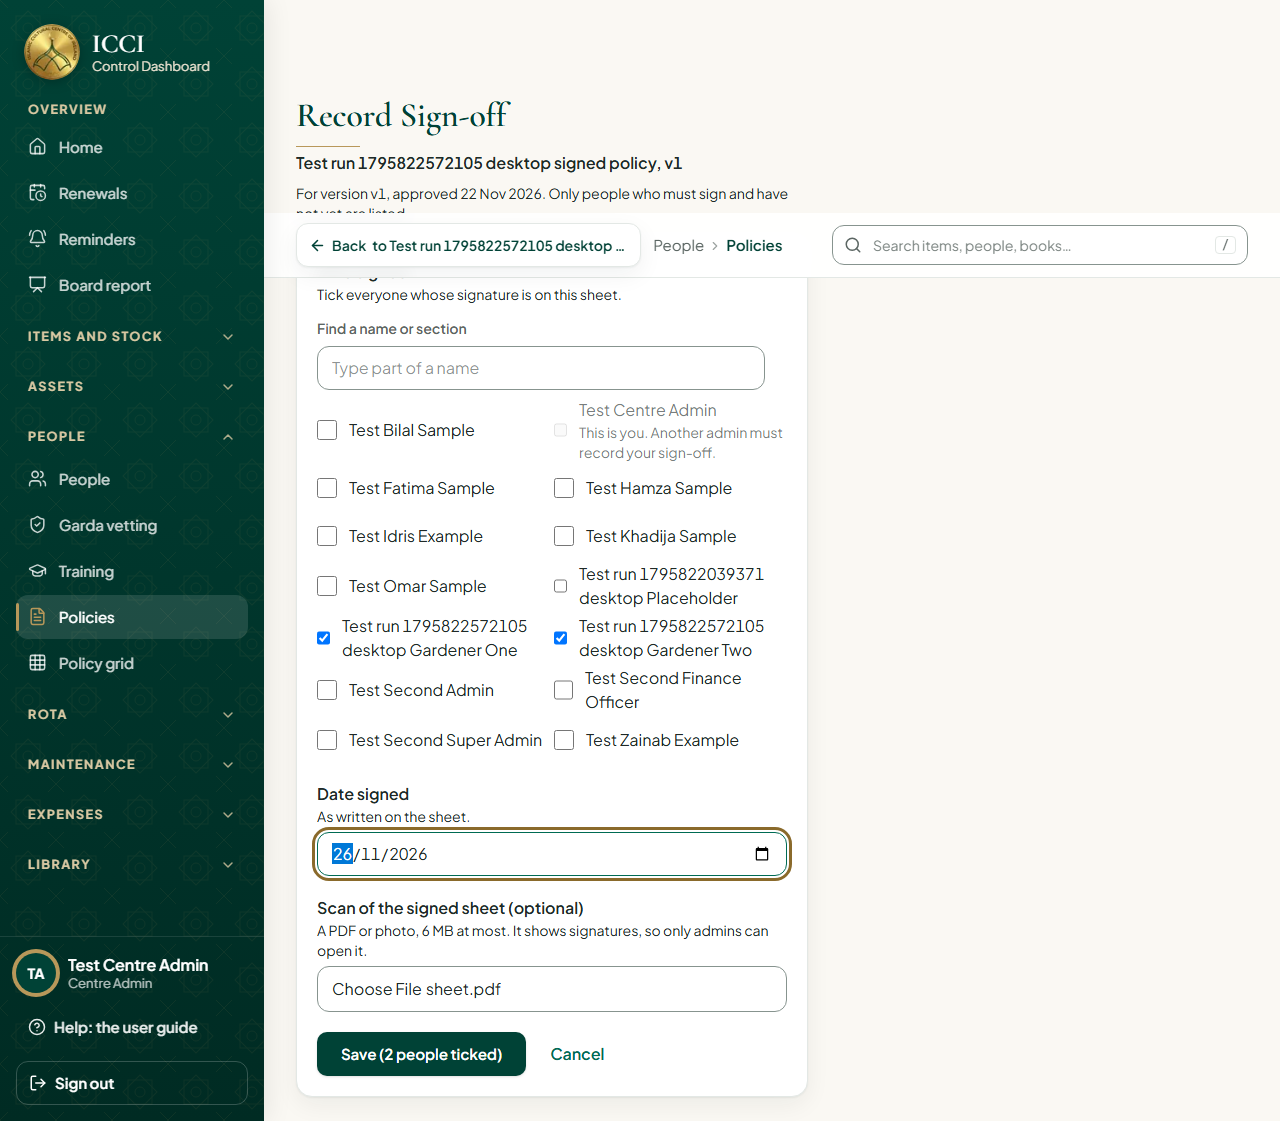 ICCI
Control Dashboard
OVERVIEW
Home
Renewals
Reminders
Board report
ITEMS AND STOCK
ASSETS
PEOPLE
People
Garda vetting
Training
Policies
Policy grid
ROTA
MAINTENANCE
EXPENSES
LIBRARY
TA
Test Centre Admin
Centre Admin
Help: the user guide
Sign out
Record Sign-off
Test run 1795822572105 desktop signed policy, v1
For version v1, approved 22 Nov 2026. Only people who must sign and have
not yet are listed.
Back to Test run 1795822572105 desktop ...
People > Policies
Search items, people, books...
/
Tick everyone whose signature is on this sheet.
Find a name or section
Type part of a name
Test Bilal Sample
Test Centre Admin
This is you. Another admin must
record your sign-off.
Test Fatima Sample
Test Hamza Sample
Test Idris Example
Test Khadija Sample
Test Omar Sample
Test run 1795822039371
desktop Placeholder
Test run 1795822572105
desktop Gardener One
Test run 1795822572105
desktop Gardener Two
Test Second Admin
Test Second Finance
Officer
Test Second Super Admin
Test Zainab Example
Date signed
As written on the sheet.
26/11/2026
Scan of the signed sheet (optional)
A PDF or photo, 6 MB at most. It shows signatures, so only admins can
open it.
Choose File sheet.pdf
Save (2 people ticked)
Cancel